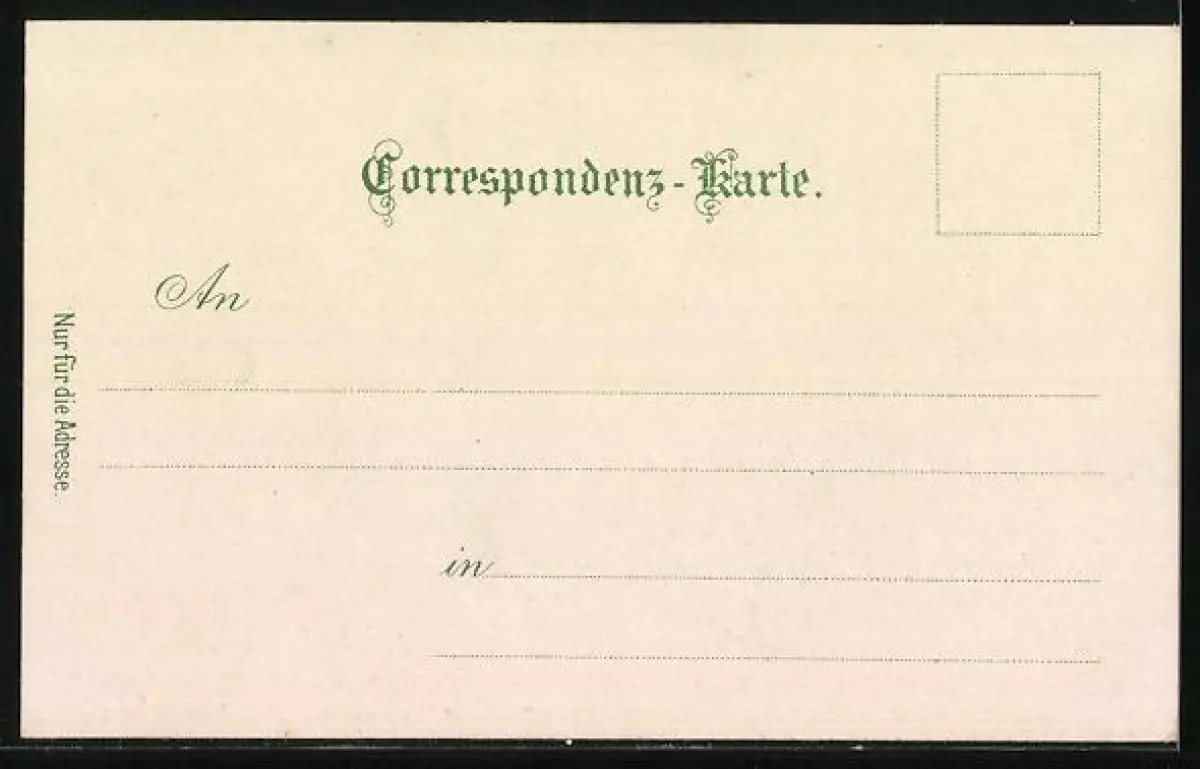 Correspondenz-Karte.
An
Nur für die Adresse.
in